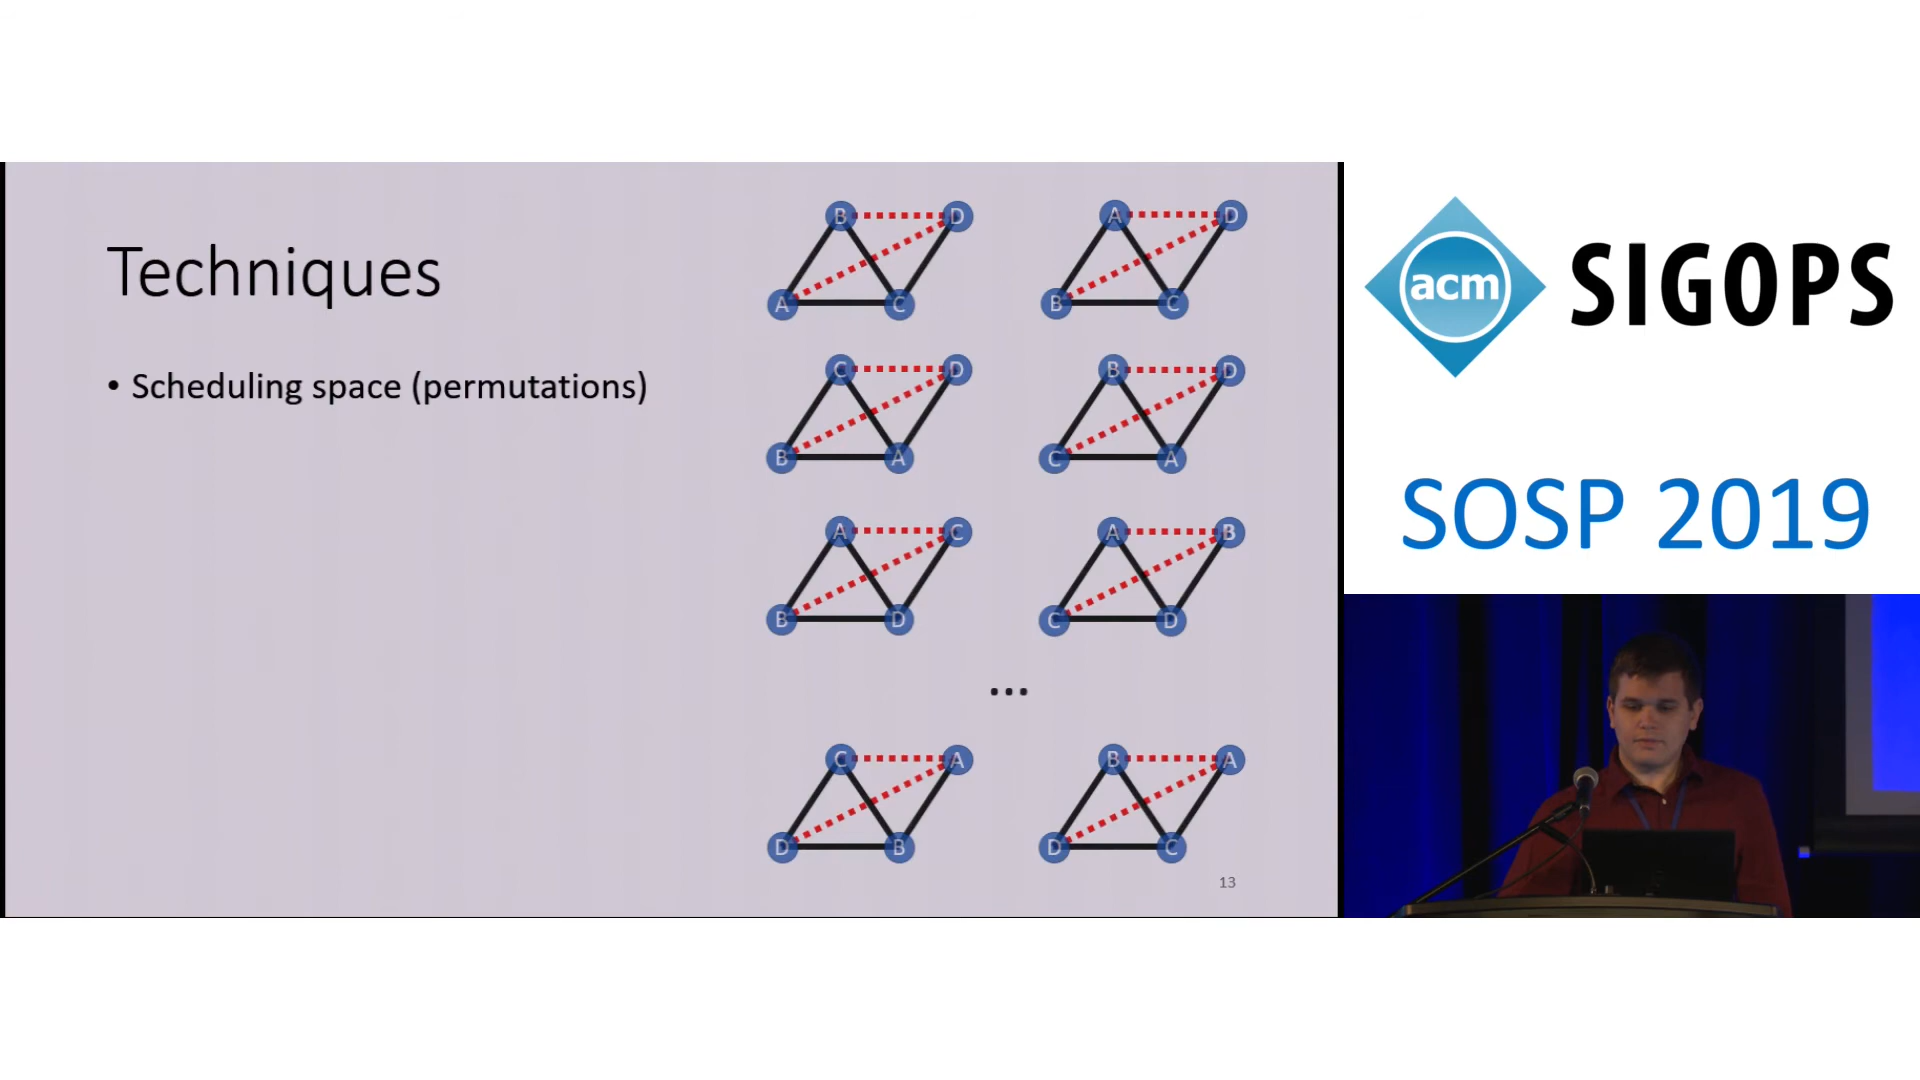 Techniques
• Scheduling space (permutations)
B D
A C
A D
B C
C D
B A
B D
C A
A C
B D
A B
C D
...
C A
D B
B A
D C
13
acm SIGOPS
SOSP 2019